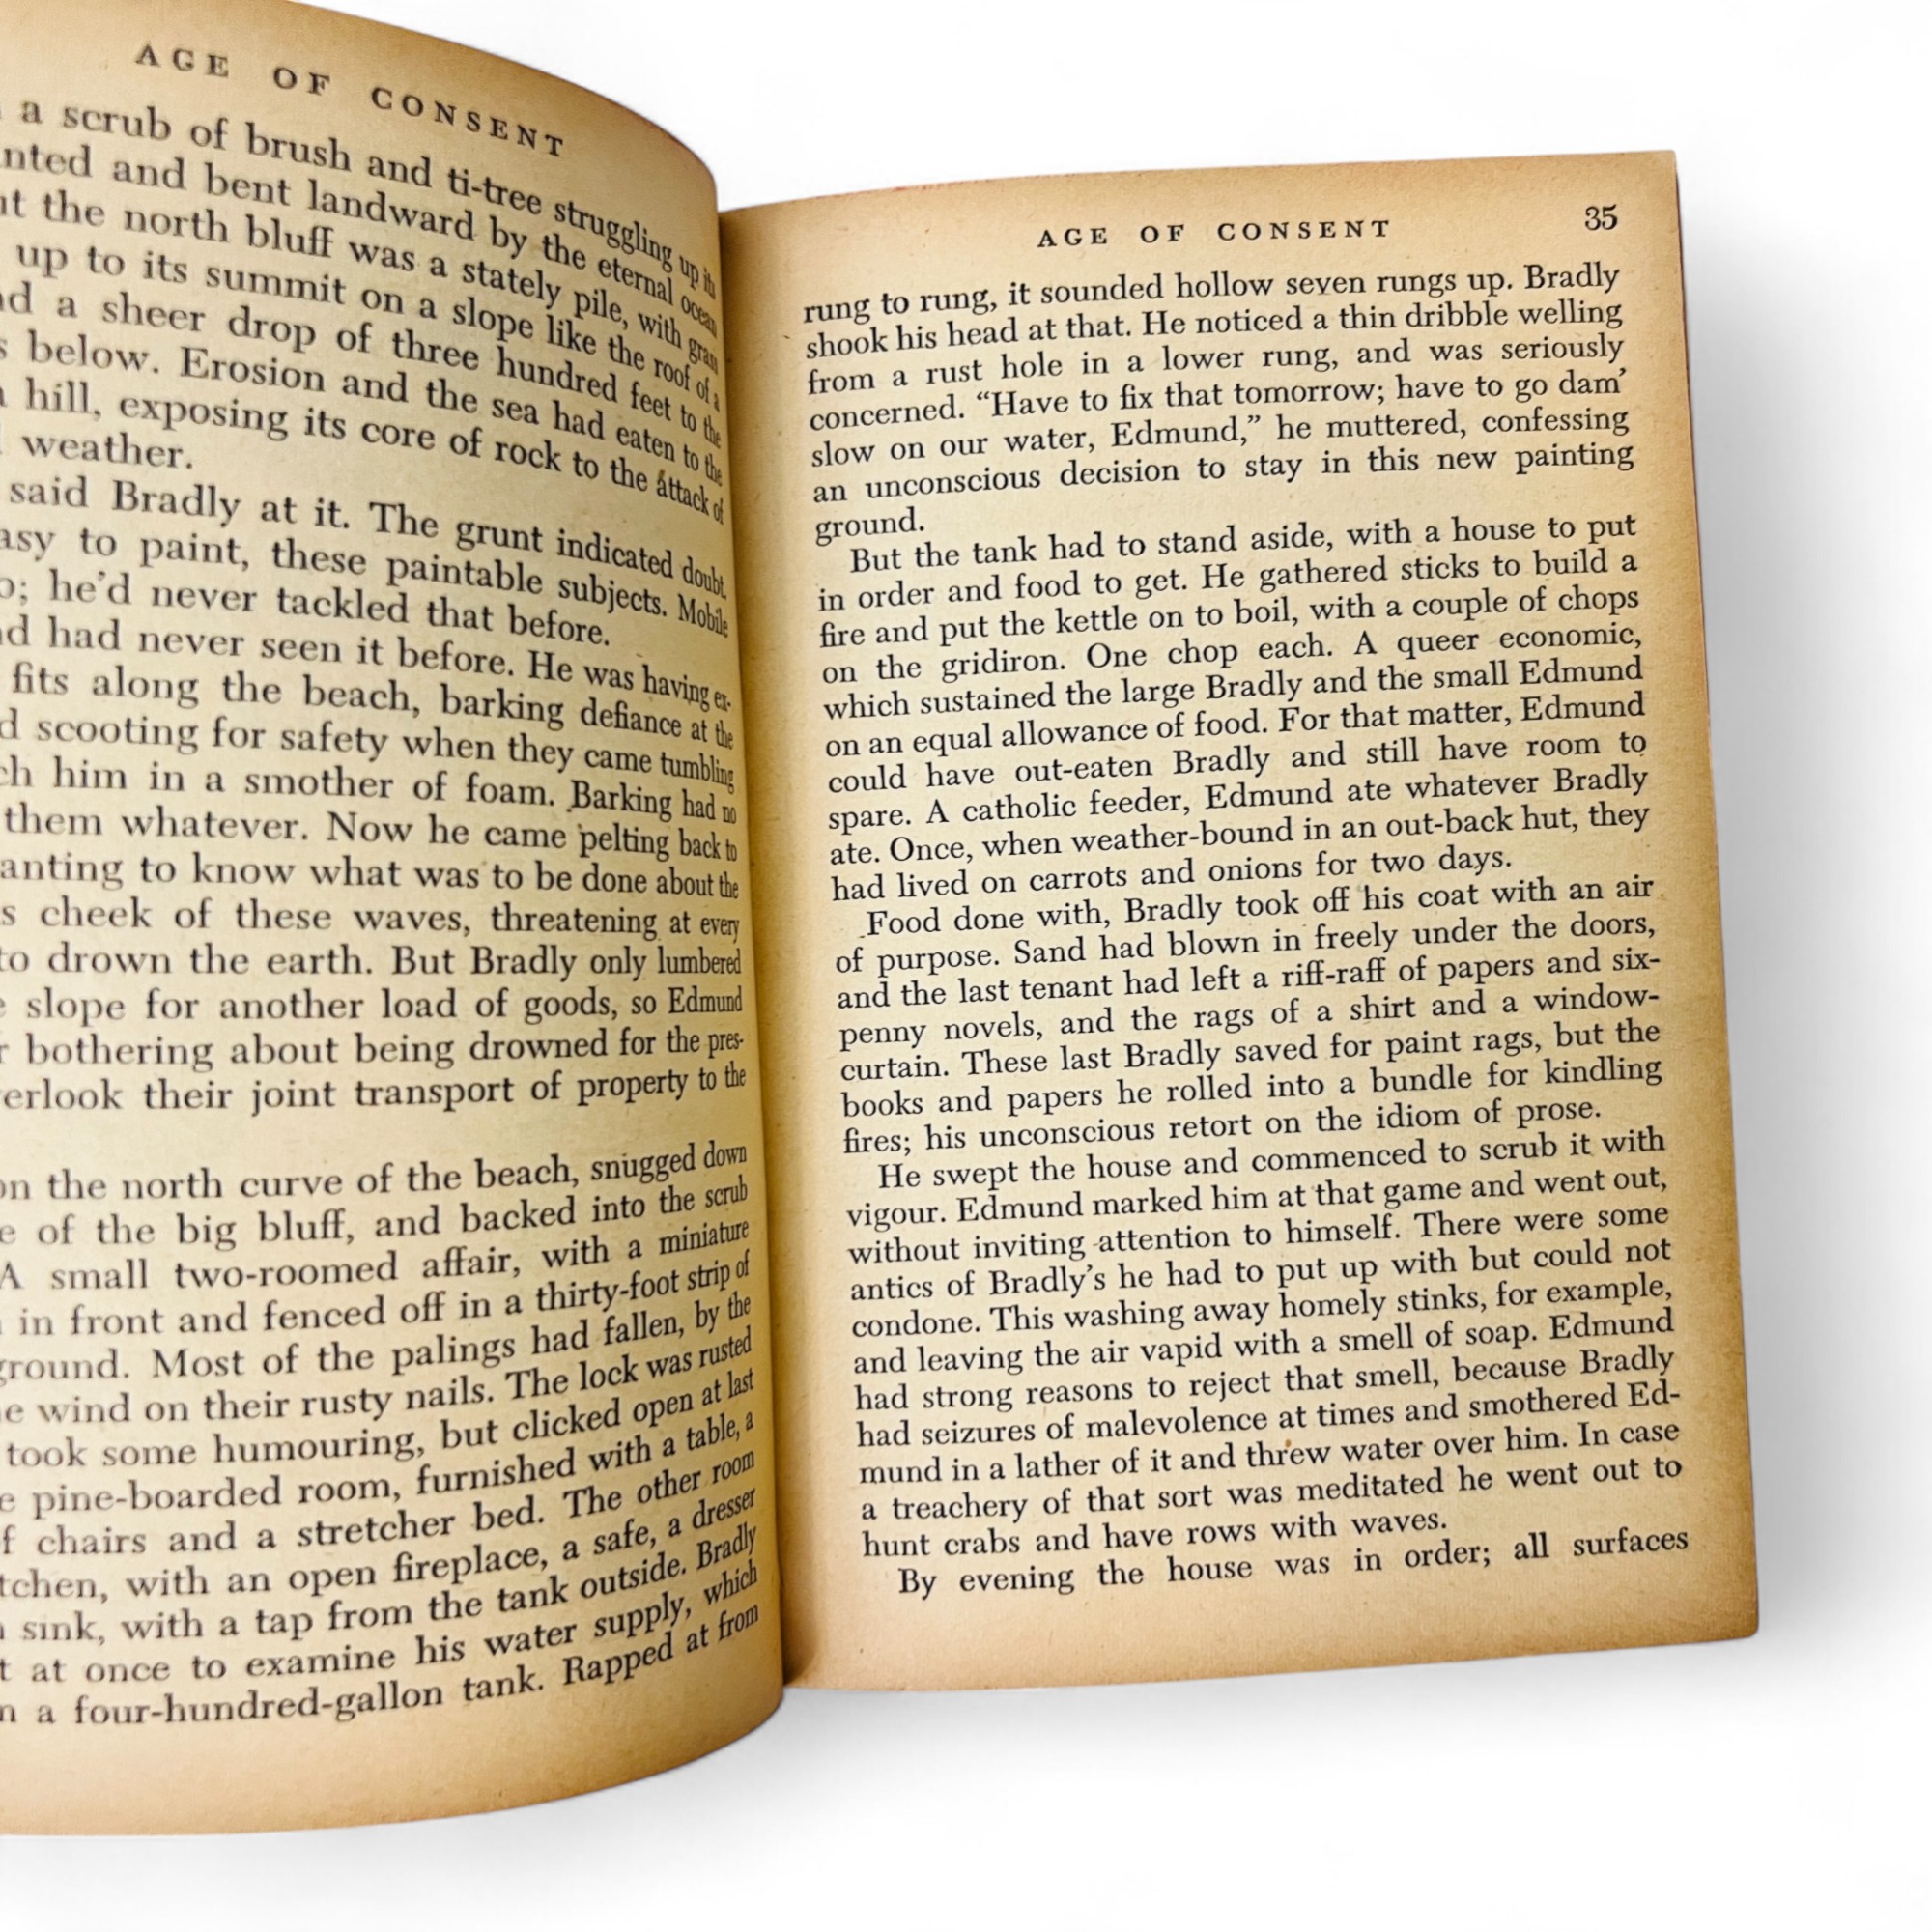 AGE OF CONSENT
a scrub of brush and ti-tree struggling up its
and bent landward by the eternal ocean
the north bluff was a stately pile, with grass
up to its summit on a slope like the roof of a
a sheer drop of three hundred feet to the
below. Erosion and the sea had eaten to the
hill, exposing its core of rock to the attack of
weather.
said Bradly at it. The grunt indicated doubt.
to paint, these paintable subjects. Mobile
he'd never tackled that before.
had never seen it before. He was having ex-
fits along the beach, barking defiance at the
scooting for safety when they came tumbling
him in a smother of foam. Barking had no
them whatever. Now he came pelting back to
to know what was to be done about the
cheek of these waves, threatening at every
to drown the earth. But Bradly only lumbered
slope for another load of goods, so Edmund
bothering about being drowned for the pres-
their joint transport of property to the
on the north curve of the beach, snugged down
of the big bluff, and backed into the scrub
A small two-roomed affair, with a miniature
in front and fenced off in a thirty-foot strip of
ground. Most of the palings had fallen, by the
wind on their rusty nails. The lock was rusted
took some humouring, but clicked open at last
pine-boarded room, furnished with a table, a
chairs and a stretcher bed. The other room
with an open fireplace, a safe, a dresser
sink, with a tap from the tank outside. Bradly
at once to examine his water supply, which
a four-hundred-gallon tank. Rapped at from
AGE OF CONSENT 35
rung to rung, it sounded hollow seven rungs up. Bradly
shook his head at that. He noticed a thin dribble welling
from a rust hole in a lower rung, and was seriously
concerned. “Have to fix that tomorrow; have to go dam’
slow on our water, Edmund,” he muttered, confessing
an unconscious decision to stay in this new painting
ground.
But the tank had to stand aside, with a house to put
in order and food to get. He gathered sticks to build a
fire and put the kettle on to boil, with a couple of chops
on the gridiron. One chop each. A queer economic,
which sustained the large Bradly and the small Edmund
on an equal allowance of food. For that matter, Edmund
could have out-eaten Bradly and still have room to
spare. A catholic feeder, Edmund ate whatever Bradly
ate. Once, when weather-bound in an out-back hut, they
had lived on carrots and onions for two days.
Food done with, Bradly took off his coat with an air
of purpose. Sand had blown in freely under the doors,
and the last tenant had left a riff-raff of papers and six-
penny novels, and the rags of a shirt and a window-
curtain. These last Bradly saved for paint rags, but the
books and papers he rolled into a bundle for kindling
fires; his unconscious retort on the idiom of prose.
He swept the house and commenced to scrub it with
vigour. Edmund marked him at that game and went out,
without inviting attention to himself. There were some
antics of Bradly’s he had to put up with but could not
condone. This washing away homely stinks, for example,
and leaving the air vapid with a smell of soap. Edmund
had strong reasons to reject that smell, because Bradly
had seizures of malevolence at times and smothered Ed-
mund in a lather of it and threw water over him. In case
a treachery of that sort was meditated he went out to
hunt crabs and have rows with waves.
By evening the house was in order; all surfaces